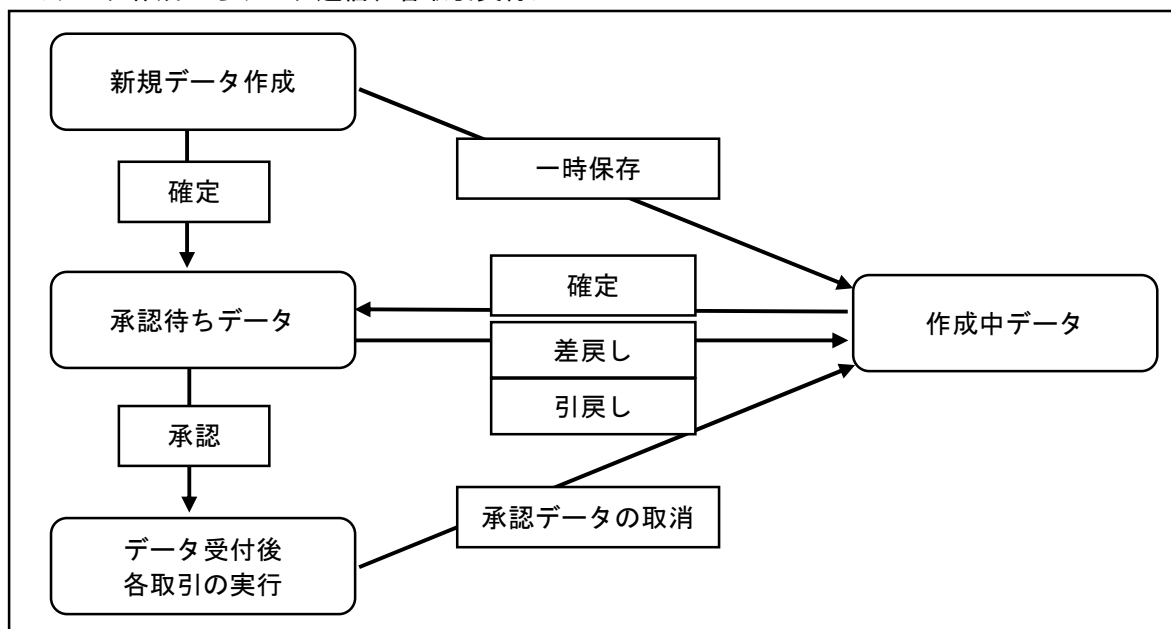 新規データ作成
一時保存
確定
確定
承認待ちデータ
作成中データ
差戻し
引戻し
承認
承認データの取消
データ受付後
各取引の実行